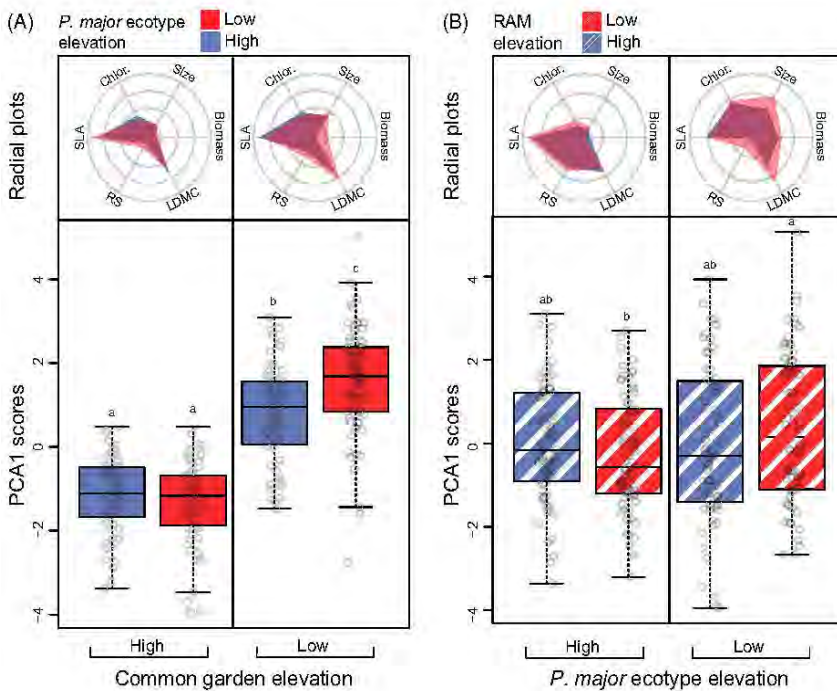 (A) P. major ecotype elevation
Low
High
Radial plots
Chlor. Size
SLA Biomass
RS LDMC
Chlor. Size
SLA Biomass
RS LDMC
PCA1 scores
4
2
0
−2
−4
a a b c
High Low
Common garden elevation
(B) RAM elevation
Low
High
Radial plots
Chlor. Size
SLA Biomass
RS LDMC
Chlor. Size
SLA Biomass
RS LDMC
PCA1 scores
4
2
0
−2
−4
ab b ab a
High Low
P. major ecotype elevation